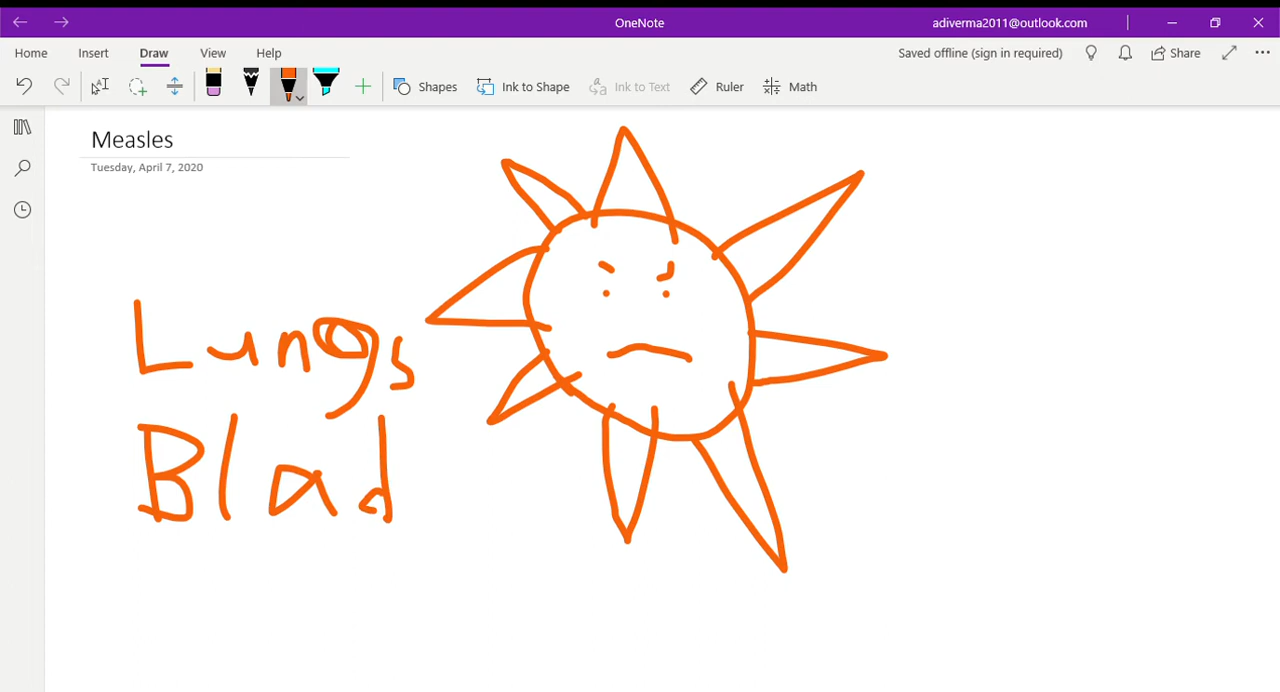 OneNote
adiverma2011@outlook.com
Home Insert Draw View Help
Saved offline (sign in required) Share
Shapes Ink to Shape Ink to Text Ruler Math
Measles
Tuesday, April 7, 2020
Lungs
Blad